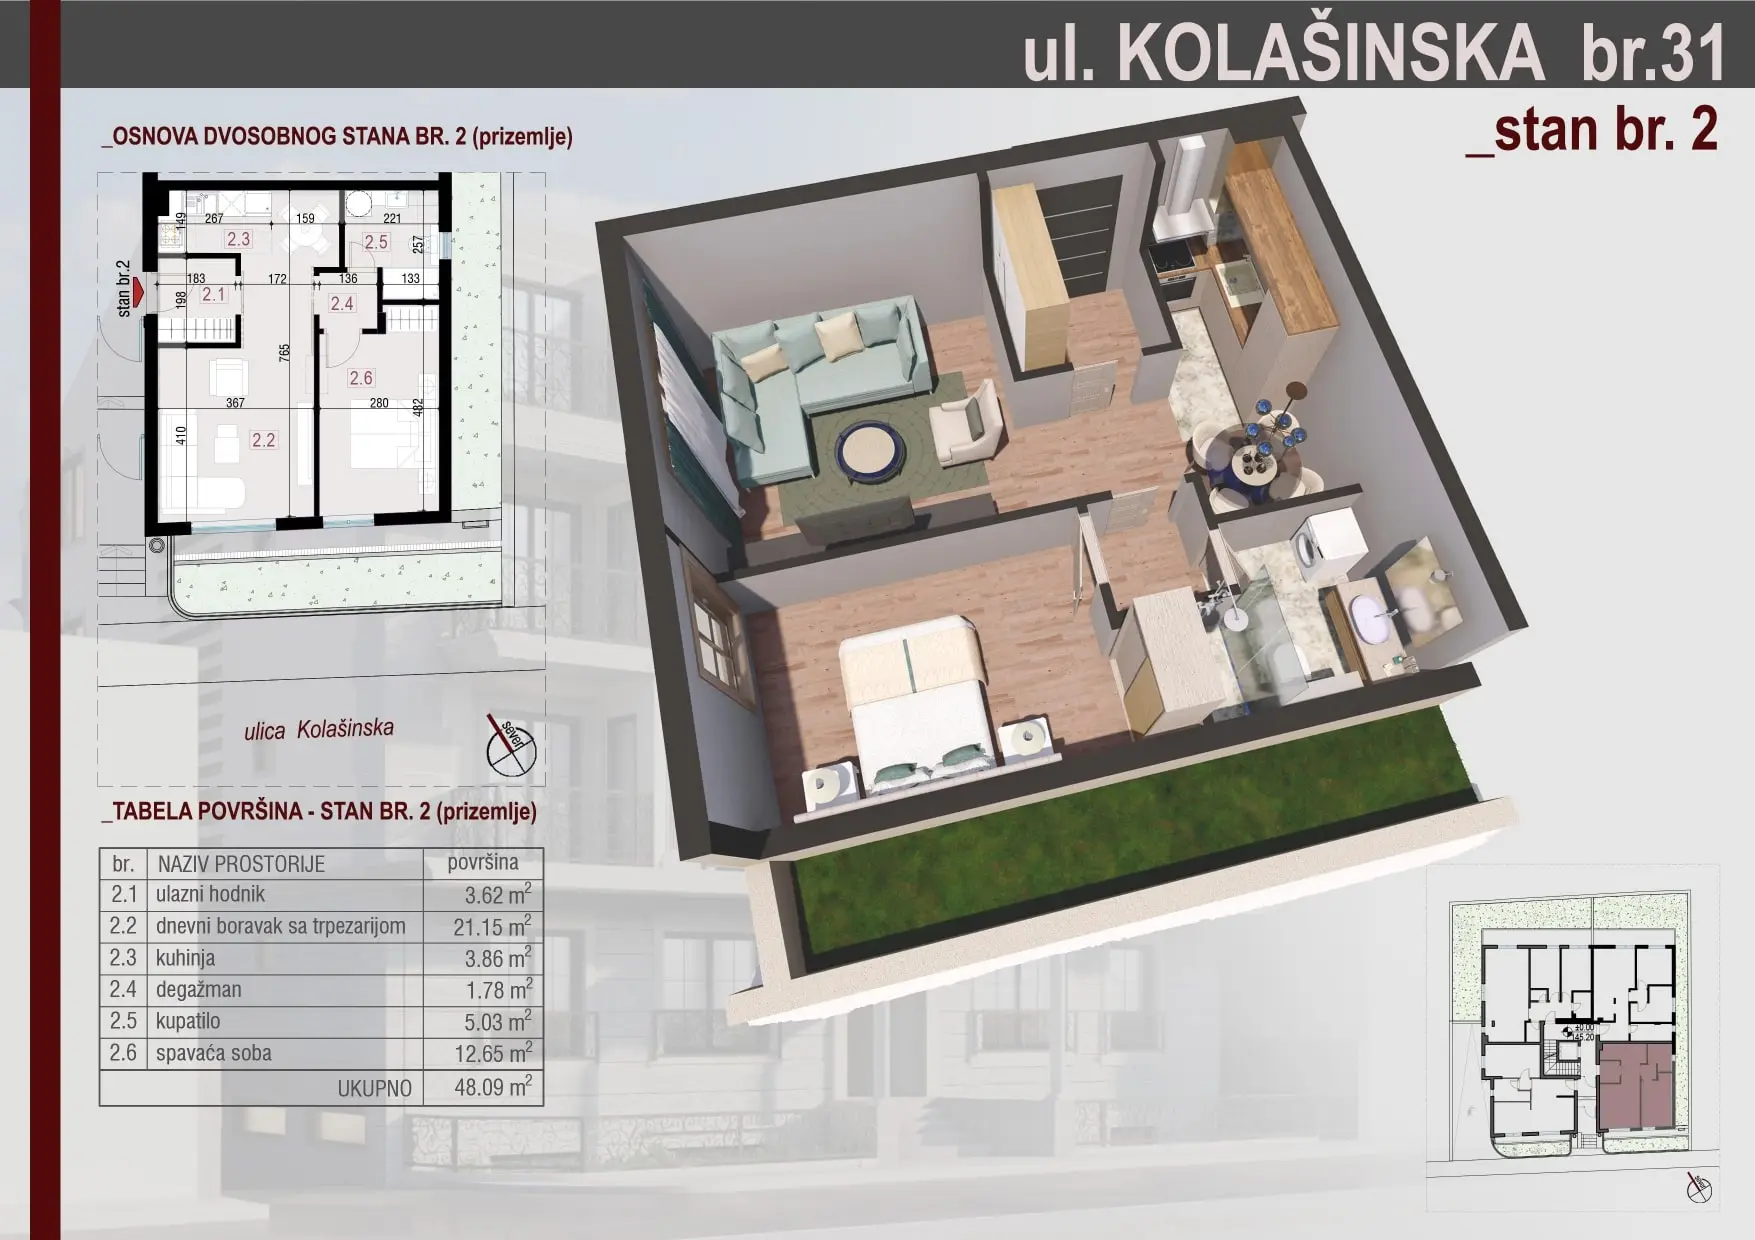 ul. KOLAŠINSKA br.31
_stan br. 2
_OSNOVA DVOSOBNOG STANA BR. 2 (prizemlje)
149
267
159
221
2.3
2.5
257
stan br.2
183
172
136
133
2.1
198
2.4
765
2.6
367
280
482
410
2.2
ulica Kolašinska
sever
_TABELA POVRŠINA - STAN BR. 2 (prizemlje)
br. NAZIV PROSTORIJE površina
2.1 ulazni hodnik 3.62 m²
2.2 dnevni boravak sa trpezarijom 21.15 m²
2.3 kuhinja 3.86 m²
2.4 degažman 1.78 m²
2.5 kupatilo 5.03 m²
2.6 spavaća soba 12.65 m²
UKUPNO 48.09 m²
±0.00
145.20